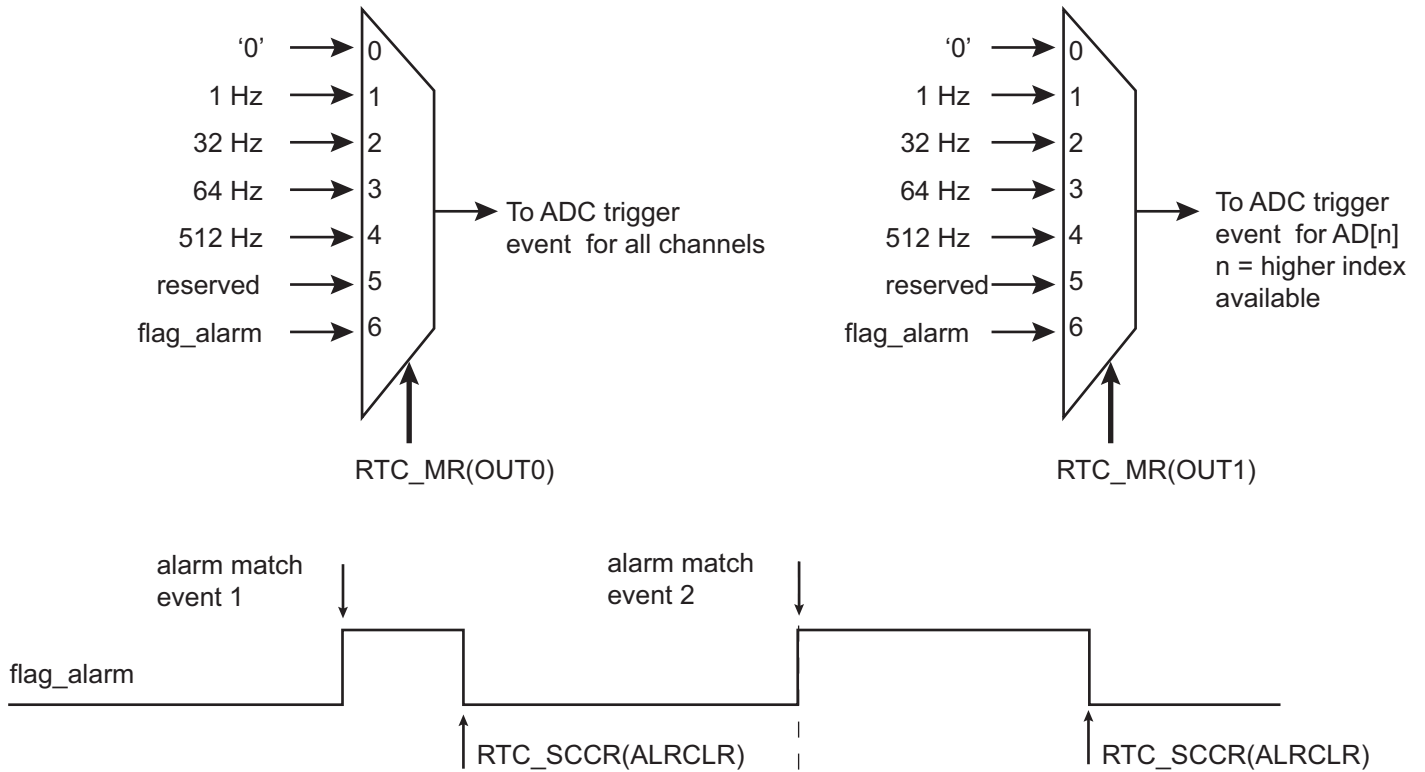 ‘0’
0
1 Hz
1
32 Hz
2
64 Hz
3
512 Hz
4
reserved
5
flag_alarm
6
To ADC trigger
event for all channels
RTC_MR(OUT0)
‘0’
0
1 Hz
1
32 Hz
2
64 Hz
3
512 Hz
4
reserved
5
flag_alarm
6
To ADC trigger
event for AD[n]
n = higher index
available
RTC_MR(OUT1)
alarm match
event 1
alarm match
event 2
flag_alarm
RTC_SCCR(ALRCLR)
RTC_SCCR(ALRCLR)